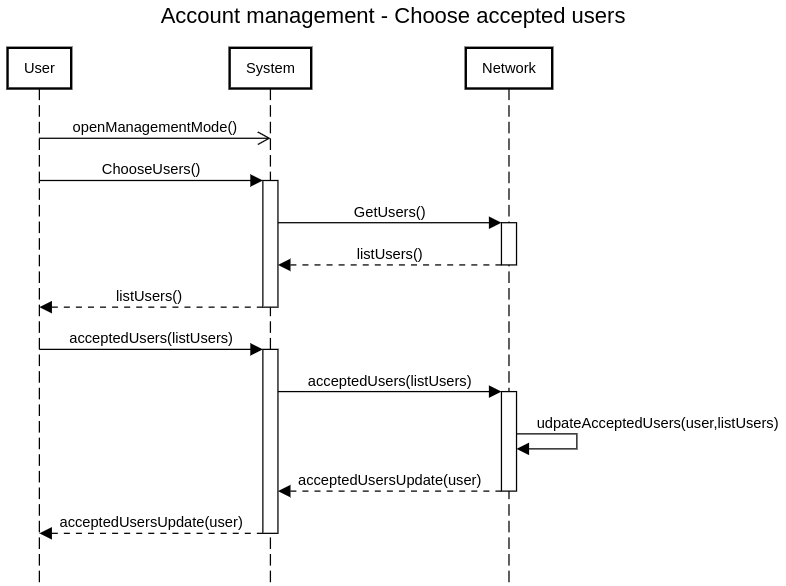 Account management - Choose accepted users
User
System
Network
openManagementMode()
ChooseUsers()
GetUsers()
listUsers()
listUsers()
acceptedUsers(listUsers)
acceptedUsers(listUsers)
udpateAcceptedUsers(user,listUsers)
acceptedUsersUpdate(user)
acceptedUsersUpdate(user)